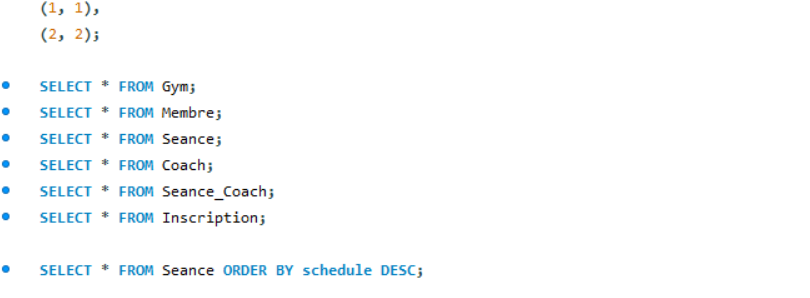 (1, 1),
(2, 2);
SELECT * FROM Gym;
SELECT * FROM Membre;
SELECT * FROM Seance;
SELECT * FROM Coach;
SELECT * FROM Seance_Coach;
SELECT * FROM Inscription;
SELECT * FROM Seance ORDER BY schedule DESC;